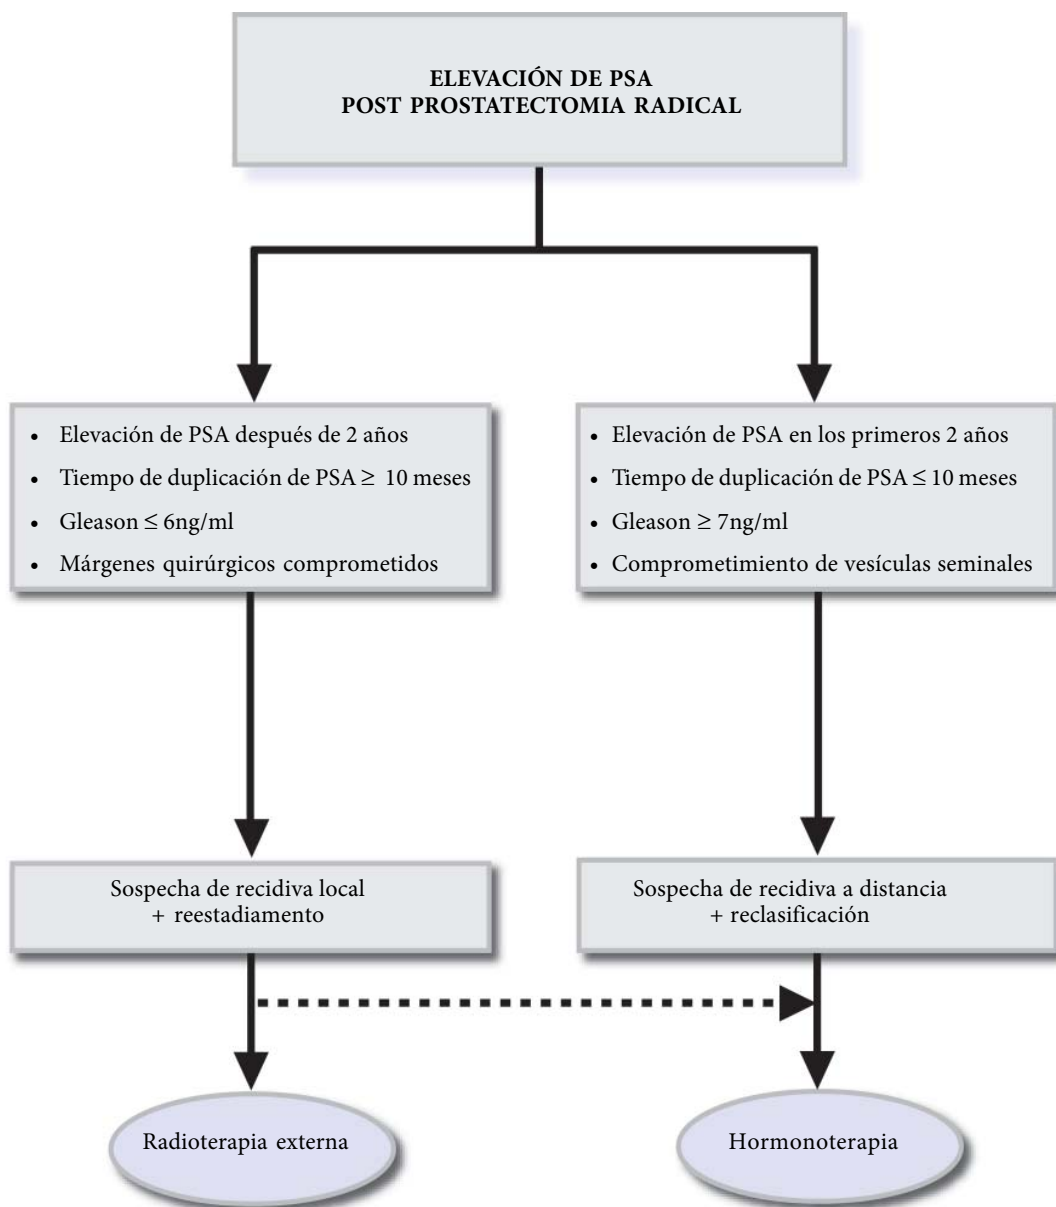 ELEVACIÓN DE PSA
POST PROSTATECTOMIA RADICAL
• Elevación de PSA después de 2 años
• Tiempo de duplicación de PSA ≥ 10 meses
• Gleason ≤ 6ng/ml
• Márgenes quirúrgicos comprometidos
• Elevación de PSA en los primeros 2 años
• Tiempo de duplicación de PSA ≤ 10 meses
• Gleason ≥ 7ng/ml
• Comprometimiento de vesículas seminales
Sospecha de recidiva local
+ reestadiamento
Sospecha de recidiva a distancia
+ reclasificación
Radioterapia externa
Hormonoterapia